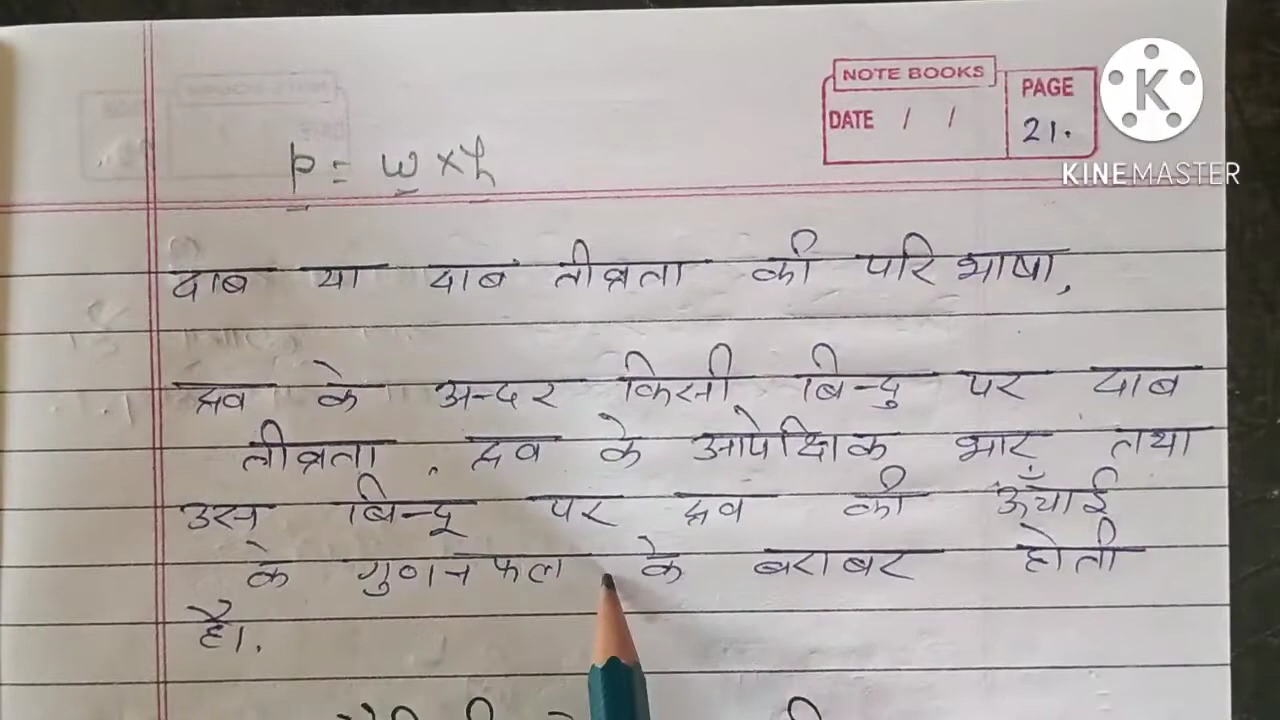 NOTE BOOKS
DATE / /
PAGE
21.
K
KINEMASTER
p = w × h
दाब या दाब तीव्रता की परिभाषा,
द्रव के अन्दर किसी बिन्दु पर दाब
तीव्रता, द्रव के आपेक्षिक भार तथा
उस बिन्दू पर द्रव की ऊँचाई
के गुणनफल के बराबर होती
है।.